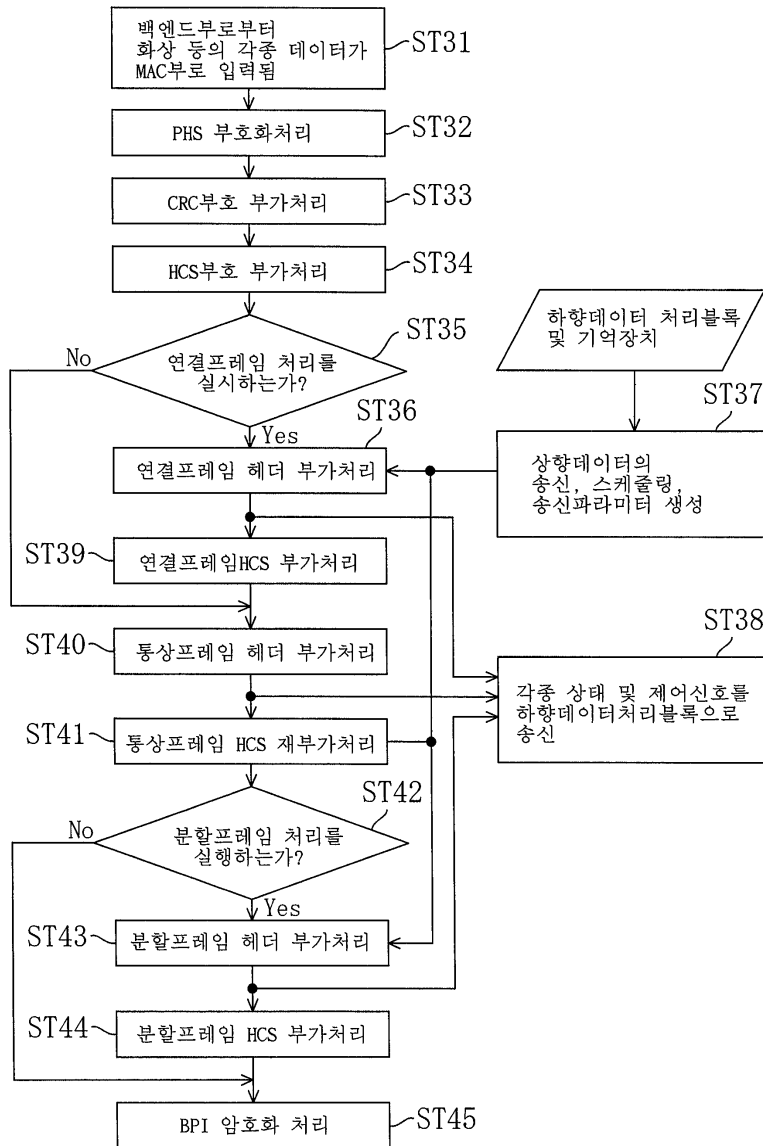 백엔드부로부터
화상 등의 각종 데이터가
MAC부로 입력됨
ST31
PHS 부호화처리
ST32
CRC부호 부가처리
ST33
HCS부호 부가처리
ST34
연결프레임 처리를
실시하는가?
ST35
No
Yes
하향데이터 처리블록
및 기억장치
연결프레임 헤더 부가처리
ST36
상향데이터의
송신, 스케줄링,
송신파라미터 생성
ST37
연결프레임HCS 부가처리
ST39
통상프레임 헤더 부가처리
ST40
각종 상태 및 제어신호를
하향데이터처리블록으로
송신
ST38
통상프레임 HCS 재부가처리
ST41
분할프레임 처리를
실행하는가?
ST42
No
Yes
분할프레임 헤더 부가처리
ST43
분할프레임 HCS 부가처리
ST44
BPI 암호화 처리
ST45